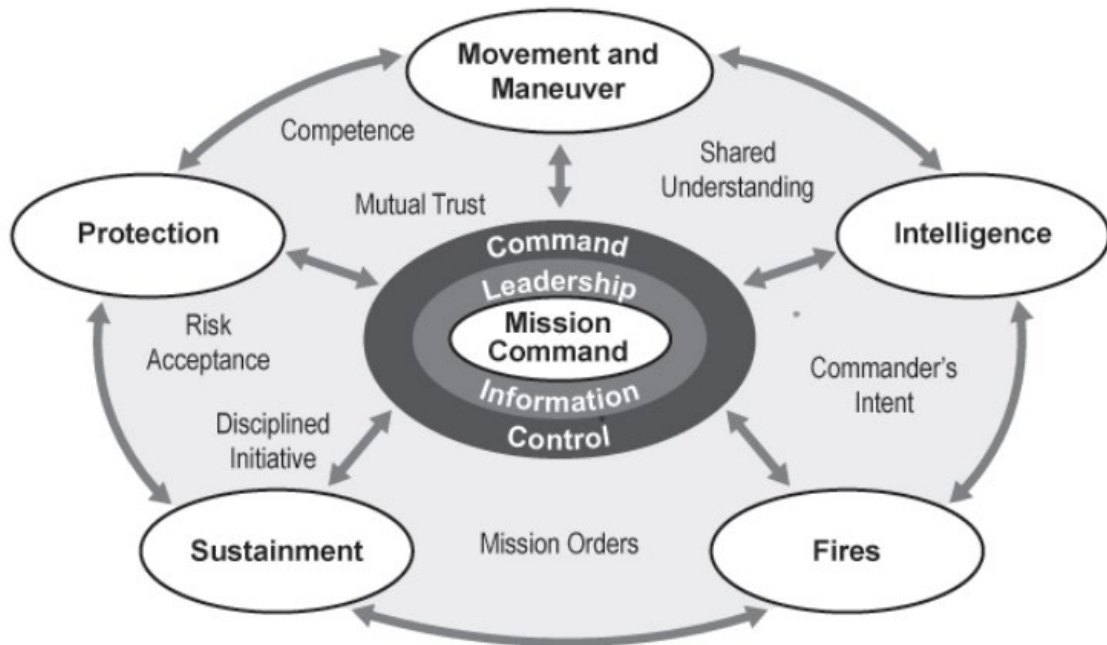 Movement and
Maneuver
Competence
Shared
Understanding
Mutual Trust
Protection
Intelligence
Command
Leadership
Mission
Command
Information
Control
Risk
Acceptance
Commander's
Intent
Disciplined
Initiative
Sustainment
Mission Orders
Fires